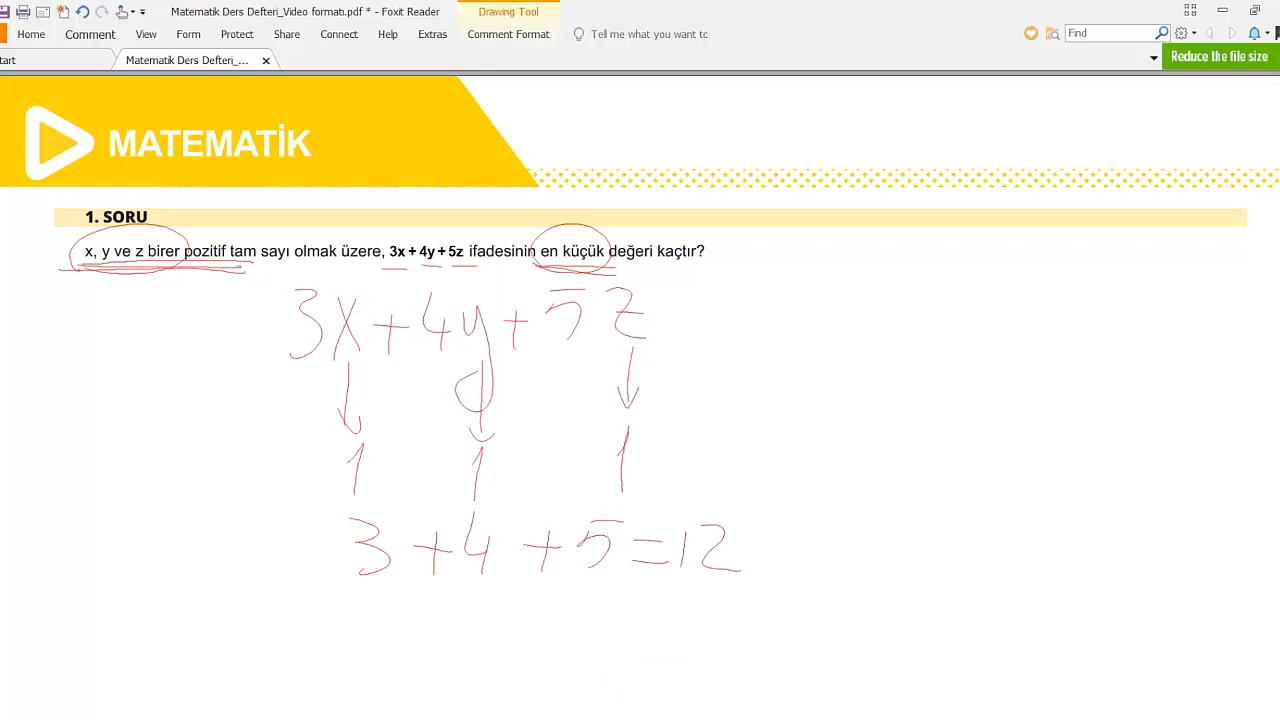 Matematik Ders Defteri_Video formatı.pdf * - Foxit Reader
Drawing Tool
Home Comment View Form Protect Share Connect Help Extras Comment Format Tell me what you want to Find
tart Matematik Ders Defteri_... × Reduce the file size
MATEMATİK
1. SORU
x, y ve z birer pozitif tam sayı olmak üzere, 3x + 4y + 5z ifadesinin en küçük değeri kaçtır?
3x + 4y + 5z
1 1 1
3 + 4 + 5 = 12